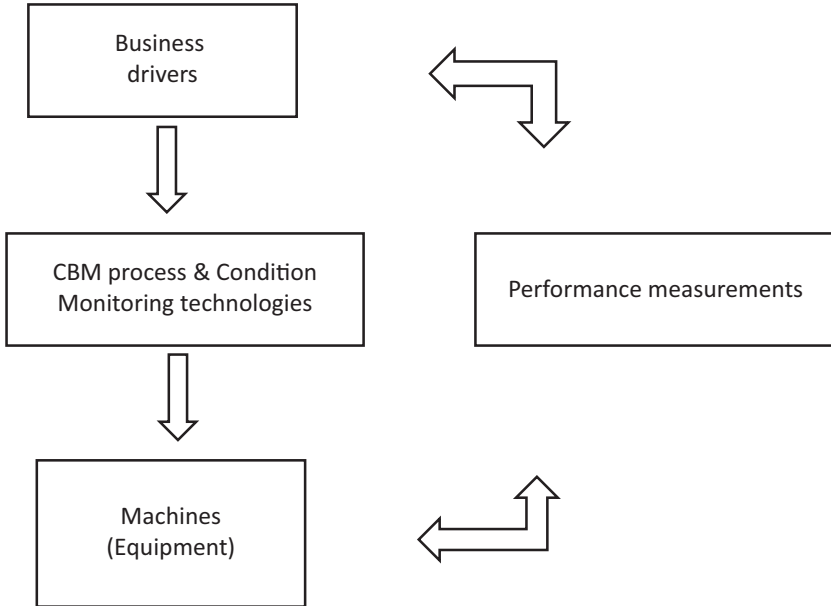 Business
drivers
CBM process & Condition
Monitoring technologies
Performance measurements
Machines
(Equipment)